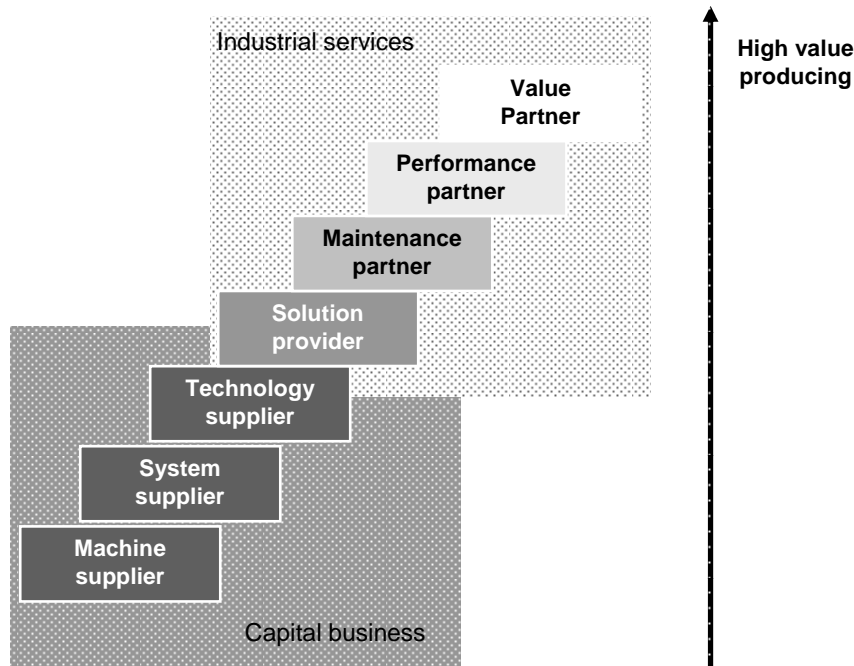 Industrial services
High value
producing
Value
Partner
Performance
partner
Maintenance
partner
Solution
provider
Technology
supplier
System
supplier
Machine
supplier
Capital business